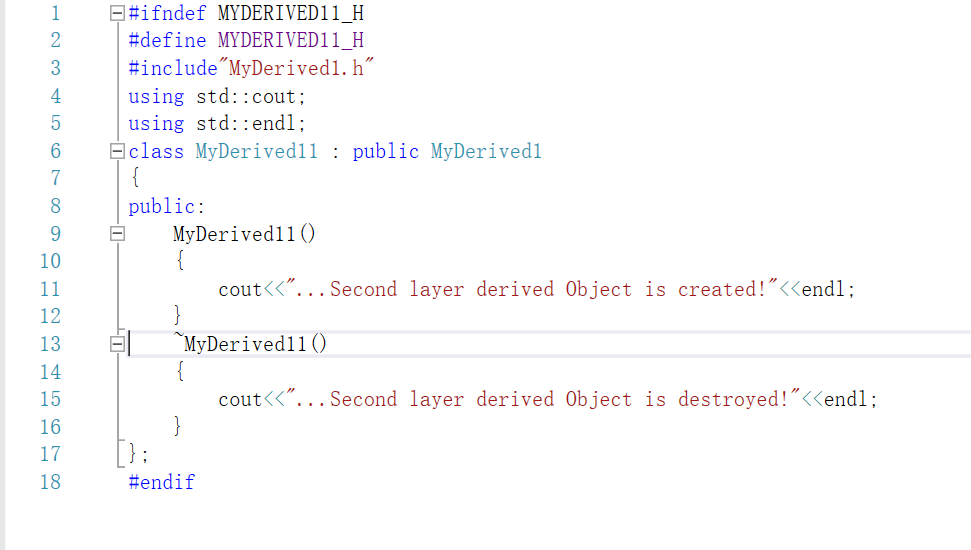 1 #ifndef MYDERIVED11_H
2 #define MYDERIVED11_H
3 #include"MyDerived1.h"
4 using std::cout;
5 using std::endl;
6 class MyDerived11 : public MyDerived1
7 {
8 public:
9 MyDerived11()
10 {
11 cout<<"...Second layer derived Object is created!"<<endl;
12 }
13 ~MyDerived11()
14 {
15 cout<<"...Second layer derived Object is destroyed!"<<endl;
16 }
17 };
18 #endif